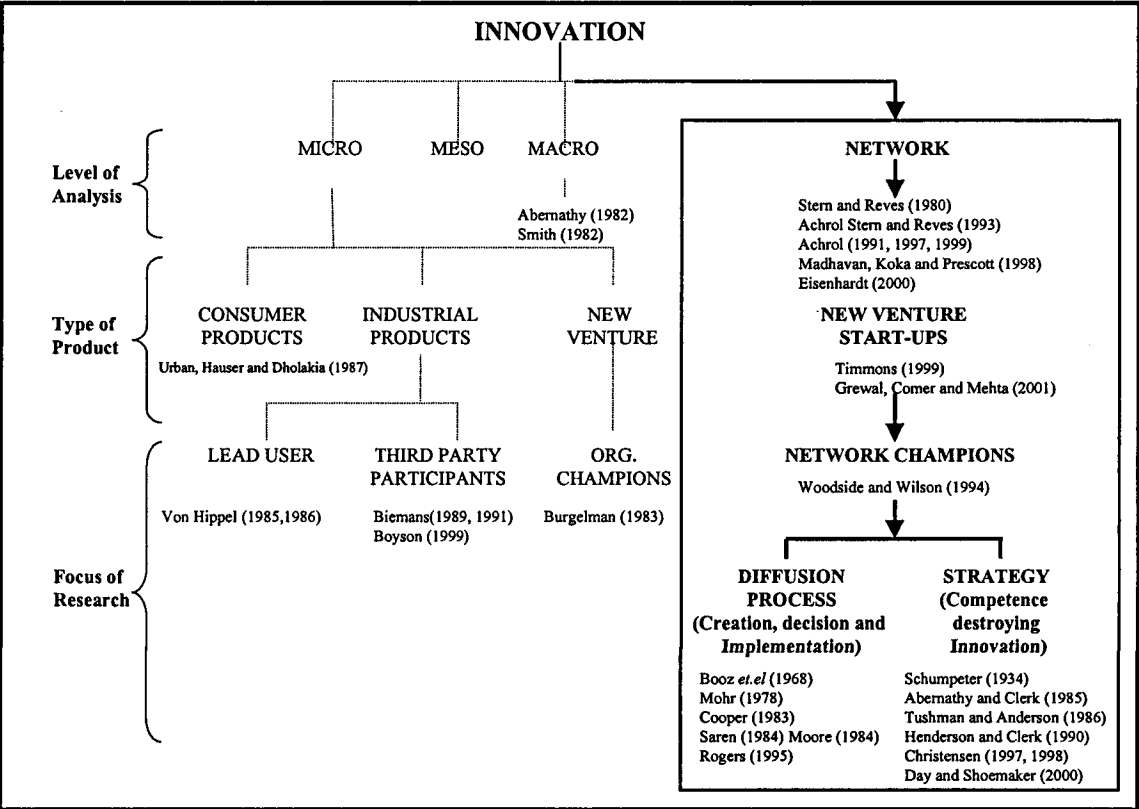 INNOVATION
Level of
Analysis
MICRO
MESO
MACRO
Abernathy (1982)
Smith (1982)
NETWORK
Stern and Reves (1980)
Achrol Stern and Reves (1993)
Achrol (1991, 1997, 1999)
Madhavan, Koka and Prescott (1998)
Eisenhardt (2000)
Type of
Product
CONSUMER
PRODUCTS
Urban, Hauser and Dholakia (1987)
INDUSTRIAL
PRODUCTS
NEW
VENTURE
NEW VENTURE
START-UPS
Timmons (1999)
Grewal, Comer and Mehta (2001)
Focus of
Research
LEAD USER
Von Hippel (1985,1986)
THIRD PARTY
PARTICIPANTS
Biemans(1989, 1991)
Boyson (1999)
ORG.
CHAMPIONS
Burgelman (1983)
NETWORK CHAMPIONS
Woodside and Wilson (1994)
DIFFUSION
PROCESS
(Creation, decision and
Implementation)
Booz et.el (1968)
Mohr (1978)
Cooper (1983)
Saren (1984) Moore (1984)
Rogers (1995)
STRATEGY
(Competence
destroying
Innovation)
Schumpeter (1934)
Abernathy and Clerk (1985)
Tushman and Anderson (1986)
Henderson and Clerk (1990)
Christensen (1997, 1998)
Day and Shoemaker (2000)